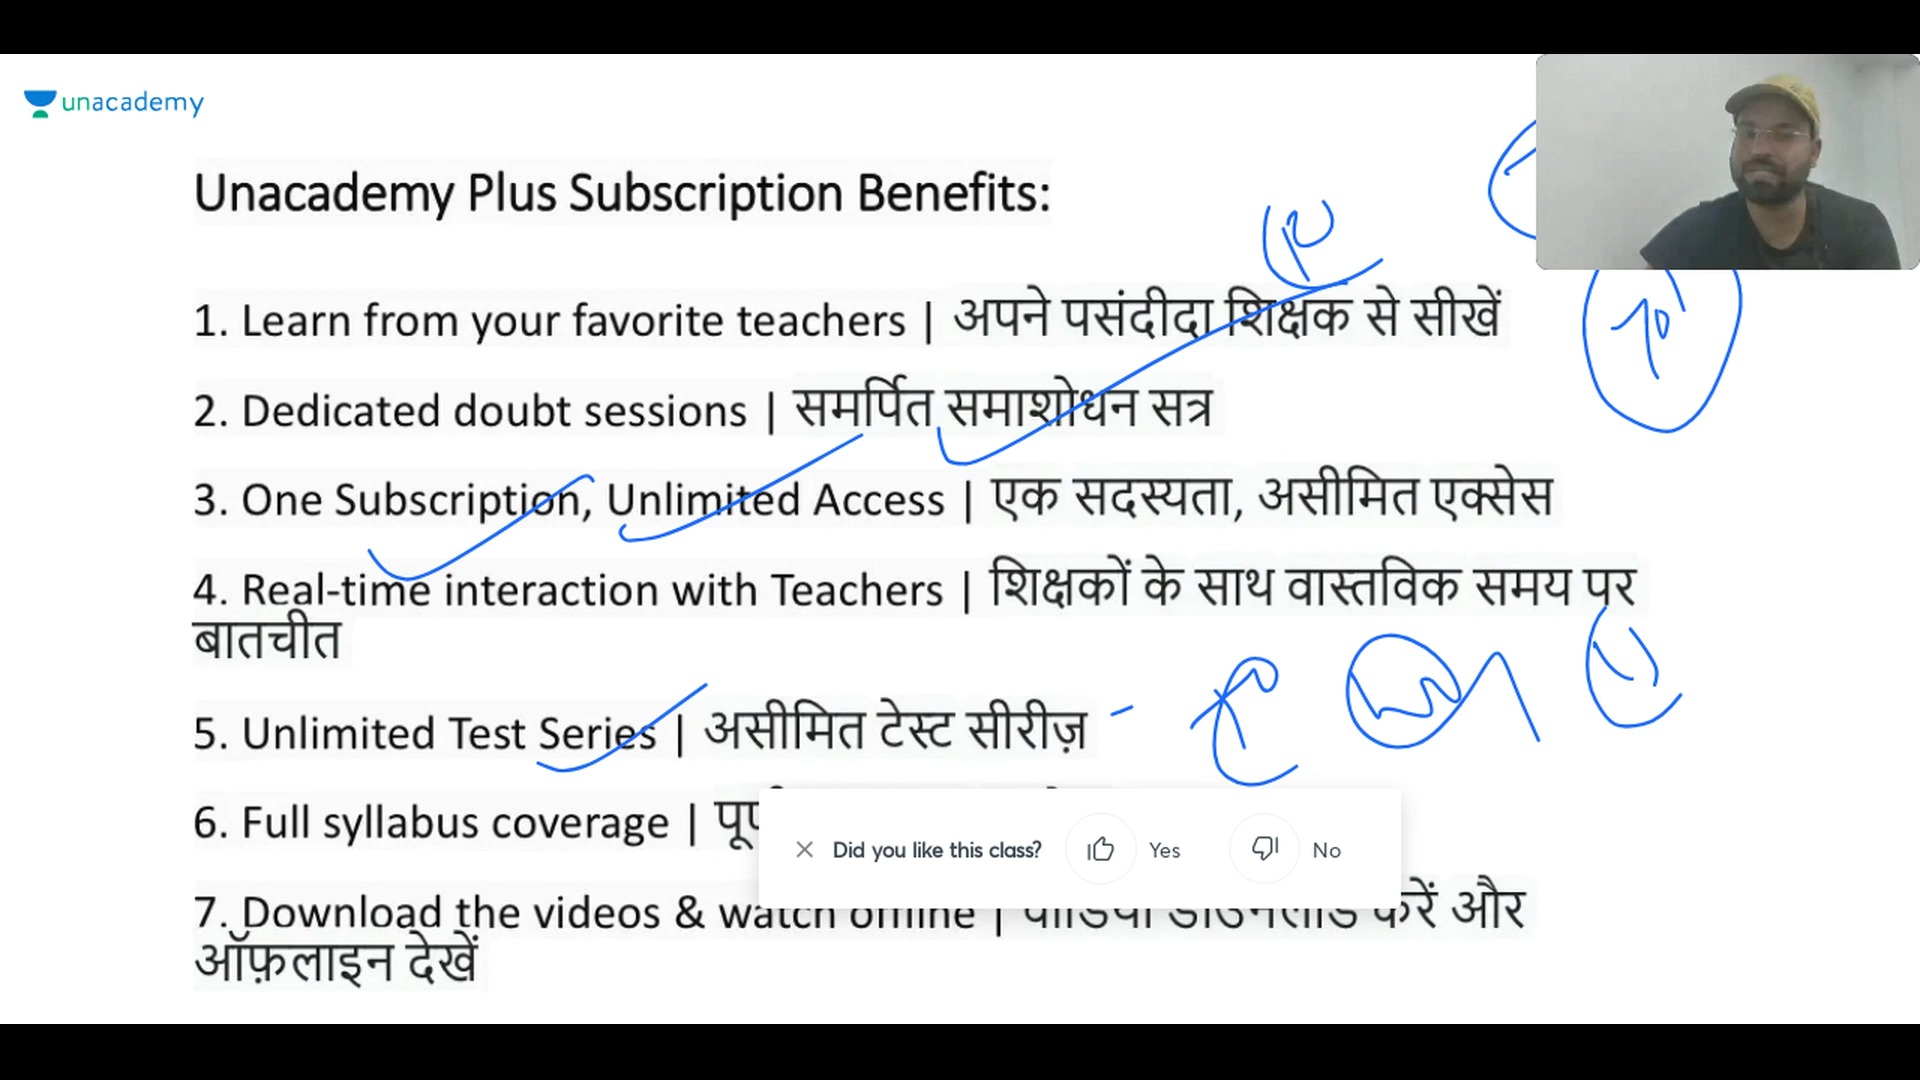 unacademy
Unacademy Plus Subscription Benefits:
1. Learn from your favorite teachers | अपने पसंदीदा शिक्षक से सीखें
2. Dedicated doubt sessions | समर्पित समाशोधन सत्र
3. One Subscription, Unlimited Access | एक सदस्यता, असीमित एक्सेस
4. Real-time interaction with Teachers | शिक्षकों के साथ वास्तविक समय पर
बातचीत
5. Unlimited Test Series | असीमित टेस्ट सीरीज़
6. Full syllabus coverage |
Did you like this class? Yes No
7. Download the videos & watch offline | वीडियो डाउनलोड करें और
ऑफ़लाइन देखें